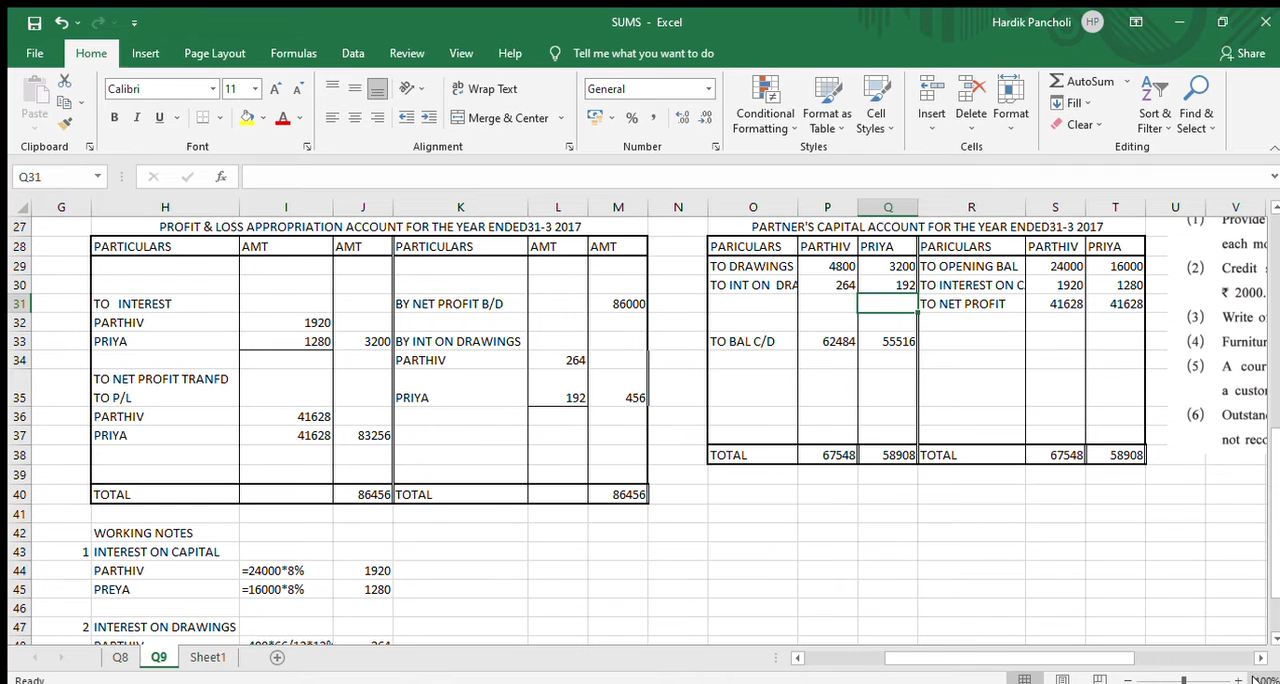 SUMS - Excel
Hardik Pancholi HP
File Home Insert Page Layout Formulas Data Review View Help Tell me what you want to do Share
Paste Calibri 11 A A Wrap Text General AutoSum
B I U A Merge & Center % Conditional Formatting Format as Table Cell Styles Insert Delete Format Fill Clear Sort & Filter Find & Select
Clipboard Font Alignment Number Styles Cells Editing
Q31 fx
G H I J K L M N O P Q R S T U V
27 PROFIT & LOSS APPROPRIATION ACCOUNT FOR THE YEAR ENDED31-3 2017 PARTNER'S CAPITAL ACCOUNT FOR THE YEAR ENDED31-3 2017 (1) Provide
28 PARTICULARS AMT AMT PARTICULARS AMT AMT PARICULARS PARTHIV PRIYA PARICULARS PARTHIV PRIYA each mo
29 TO DRAWINGS 4800 3200 TO OPENING BAL 24000 16000 (2) Credit
30 TO INT ON DRA 264 192 TO INTEREST ON C 1920 1280 ₹ 2000.
31 TO INTEREST BY NET PROFIT B/D 86000 TO NET PROFIT 41628 41628
32 PARTHIV 1920 (3) Write o
33 PRIYA 1280 3200 BY INT ON DRAWINGS TO BAL C/D 62484 55516 (4) Furnitur
34 PARTHIV 264 (5) A cour
TO NET PROFIT TRANFD
35 TO P/L PRIYA 192 456 a custo
36 PARTHIV 41628 (6) Outstan
37 PRIYA 41628 83256 not reco
38 TOTAL 67548 58908 TOTAL 67548 58908
39
40 TOTAL 86456 TOTAL 86456
41
42 WORKING NOTES
43 1 INTEREST ON CAPITAL
44 PARTHIV =24000*8% 1920
45 PREYA =16000*8% 1280
46
47 2 INTEREST ON DRAWINGS
Q8 Q9 Sheet1
Ready 100%